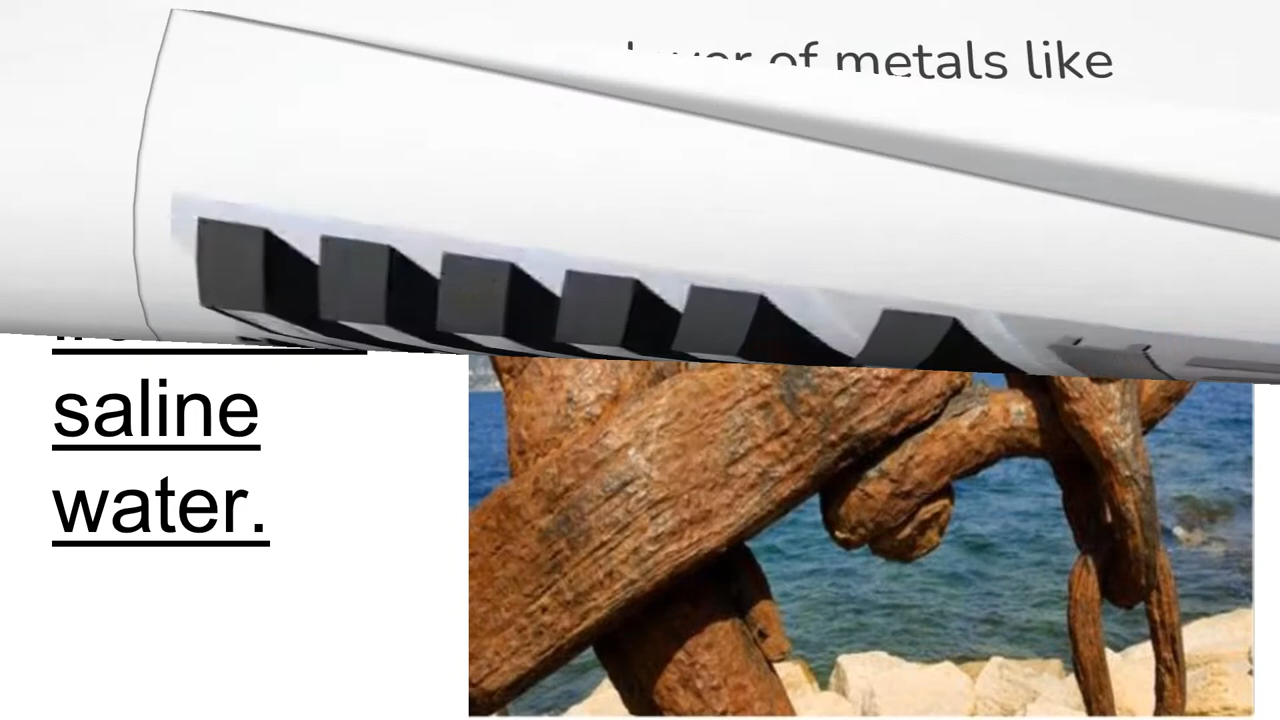 of metals like
saline
water.